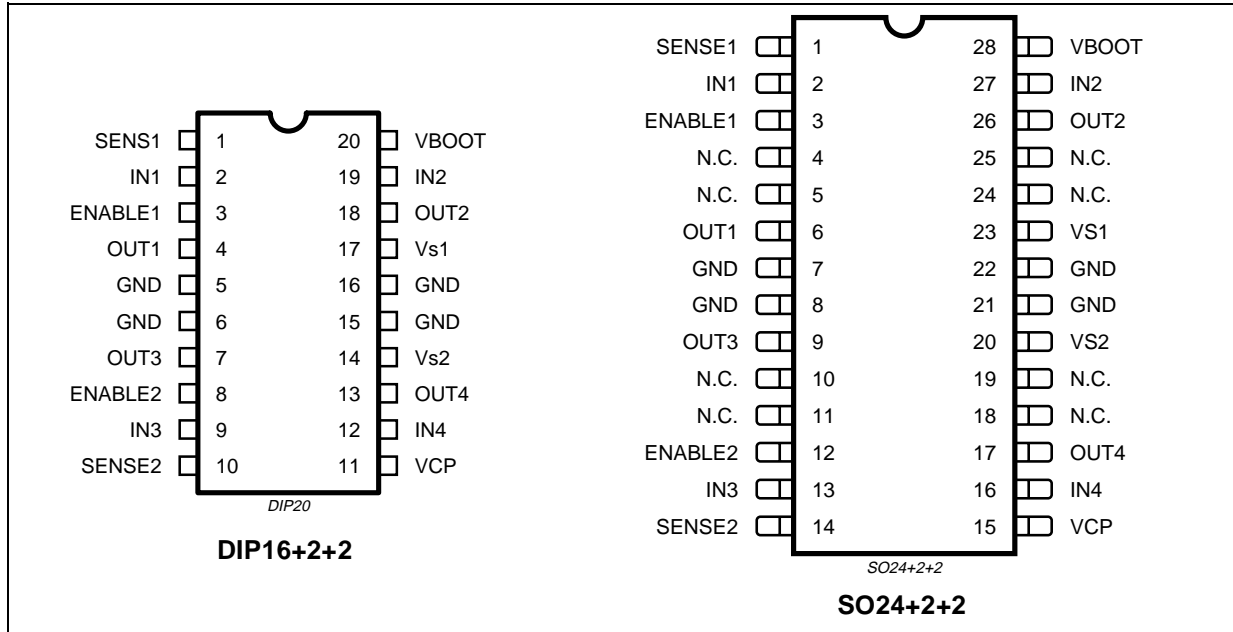 SENS1 1 20 VBOOT
IN1 2 19 IN2
ENABLE1 3 18 OUT2
OUT1 4 17 Vs1
GND 5 16 GND
GND 6 15 GND
OUT3 7 14 Vs2
ENABLE2 8 13 OUT4
IN3 9 12 IN4
SENSE2 10 11 VCP
DIP20
DIP16+2+2
SENSE1 1 28 VBOOT
IN1 2 27 IN2
ENABLE1 3 26 OUT2
N.C. 4 25 N.C.
N.C. 5 24 N.C.
OUT1 6 23 VS1
GND 7 22 GND
GND 8 21 GND
OUT3 9 20 VS2
N.C. 10 19 N.C.
N.C. 11 18 N.C.
ENABLE2 12 17 OUT4
IN3 13 16 IN4
SENSE2 14 15 VCP
SO24+2+2
SO24+2+2